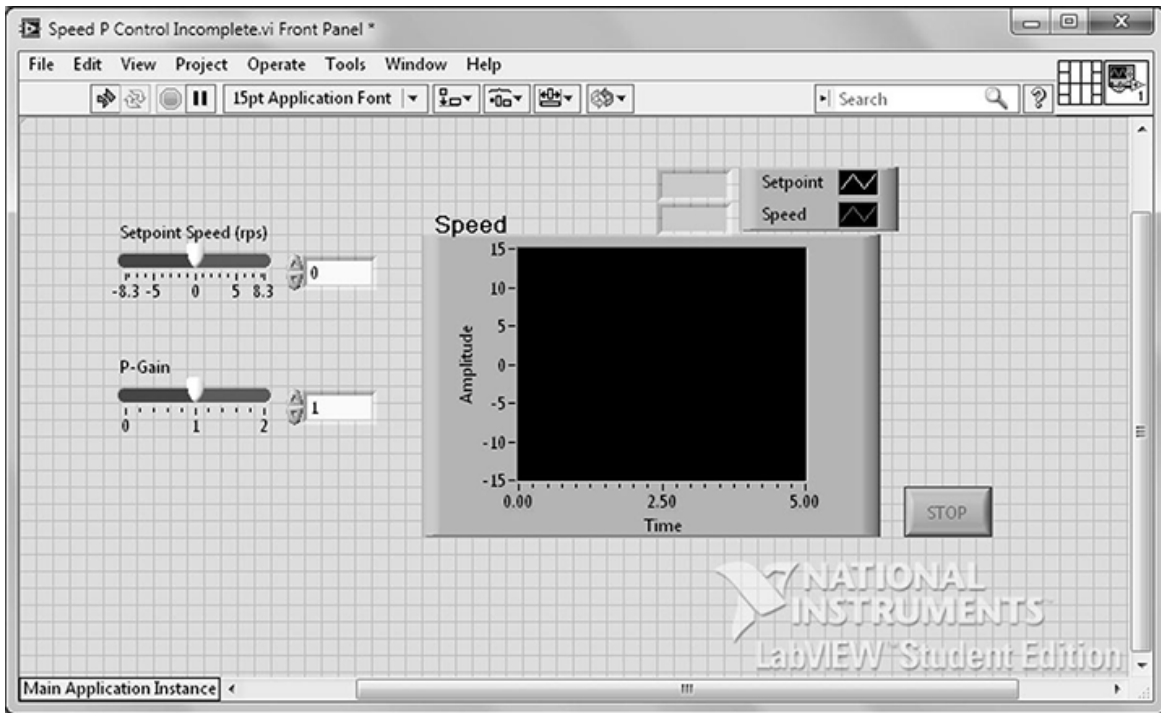 Speed P Control Incomplete.vi Front Panel *
File Edit View Project Operate Tools Window Help
15pt Application Font
Search
?
1
Setpoint
Speed
Speed
Setpoint Speed (rps)
0
-8.3 -5 0 5 8.3
P-Gain
1
0 1 2
Amplitude
15
10
5
0
-5
-10
-15
0.00 2.50 5.00
Time
STOP
NATIONAL
INSTRUMENTS
LabVIEW™ Student Edition
Main Application Instance